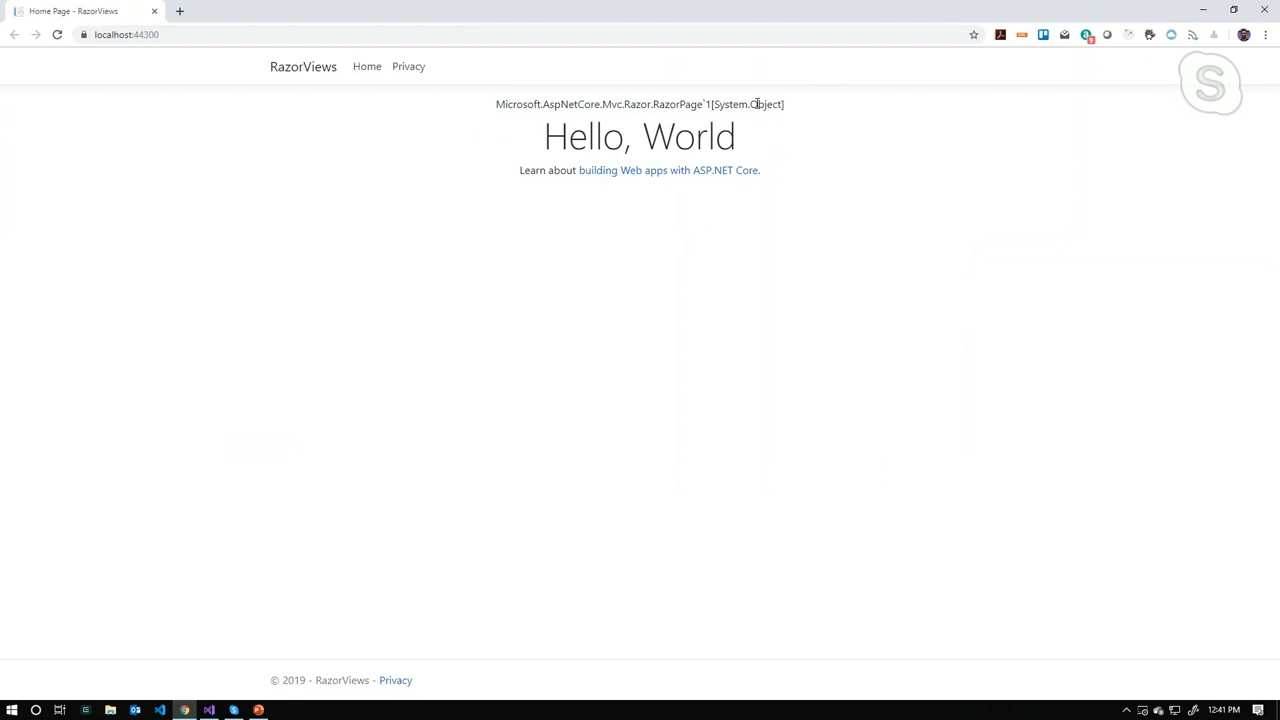 Home Page - RazorViews
localhost:44300
RazorViews
Home
Privacy
Microsoft.AspNetCore.Mvc.Razor.RazorPage`1[System.Object]
Hello, World
Learn about building Web apps with ASP.NET Core.
© 2019 - RazorViews - Privacy
12:41 PM